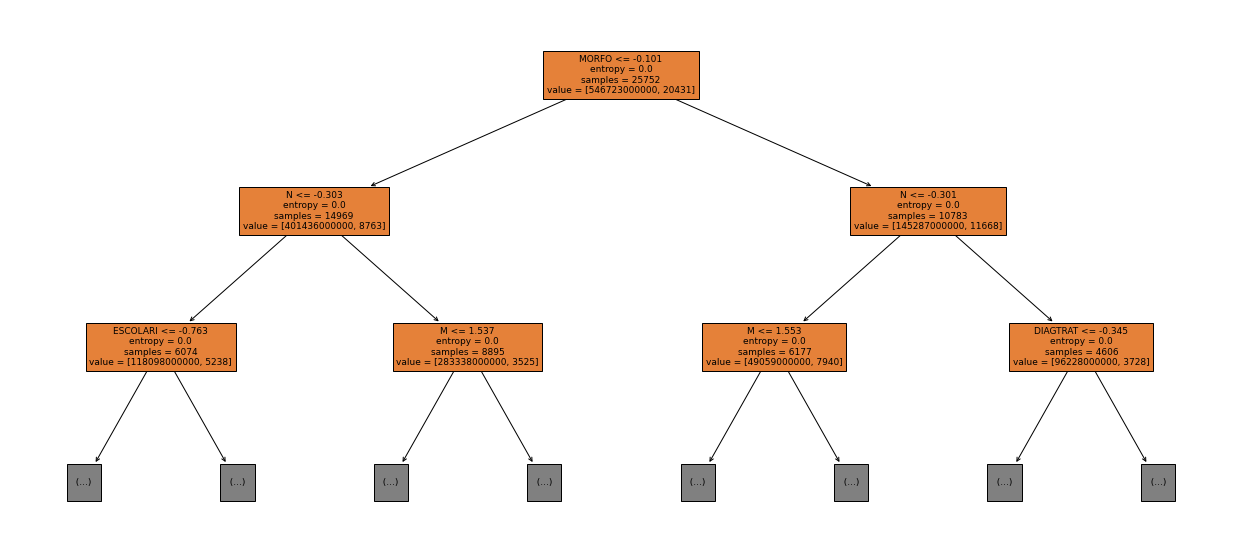 MORFO <= -0.101
entropy = 0.0
samples = 25752
value = [546723000000, 20431]
N <= -0.303
entropy = 0.0
samples = 14969
value = [401436000000, 8763]
N <= -0.301
entropy = 0.0
samples = 10783
value = [145287000000, 11668]
ESCOLARI <= -0.763
entropy = 0.0
samples = 6074
value = [118098000000, 5238]
M <= 1.537
entropy = 0.0
samples = 8895
value = [283338000000, 3525]
M <= 1.553
entropy = 0.0
samples = 6177
value = [49059000000, 7940]
DIAGTRAT <= -0.345
entropy = 0.0
samples = 4606
value = [96228000000, 3728]
(...)
(...)
(...)
(...)
(...)
(...)
(...)
(...)